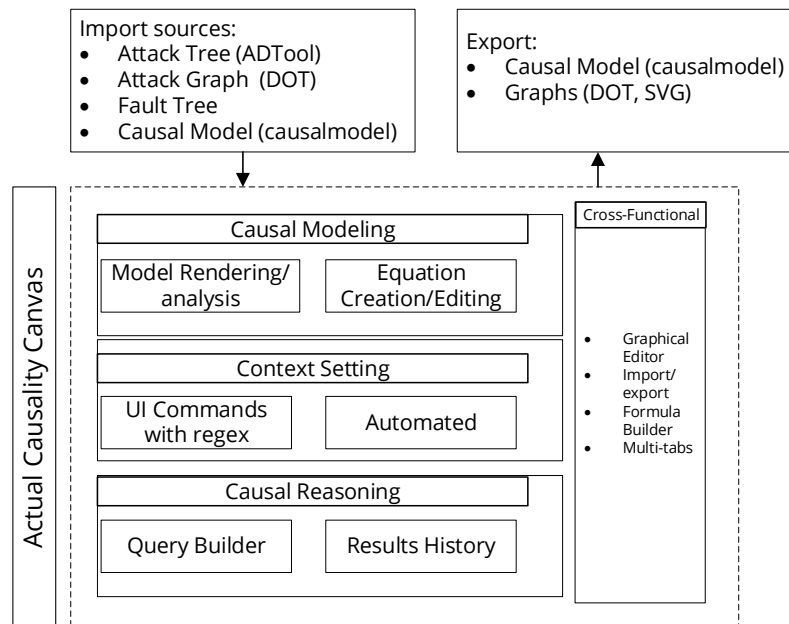 Import sources:
• Attack Tree (ADTool)
• Attack Graph (DOT)
• Fault Tree
• Causal Model (causalmodel)
Export:
• Causal Model (causalmodel)
• Graphs (DOT, SVG)
Actual Causality Canvas
Causal Modeling
Model Rendering/
analysis
Equation
Creation/Editing
Context Setting
UI Commands
with regex
Automated
Causal Reasoning
Query Builder
Results History
Cross-Functional
• Graphical
Editor
• Import/
export
• Formula
Builder
• Multi-tabs